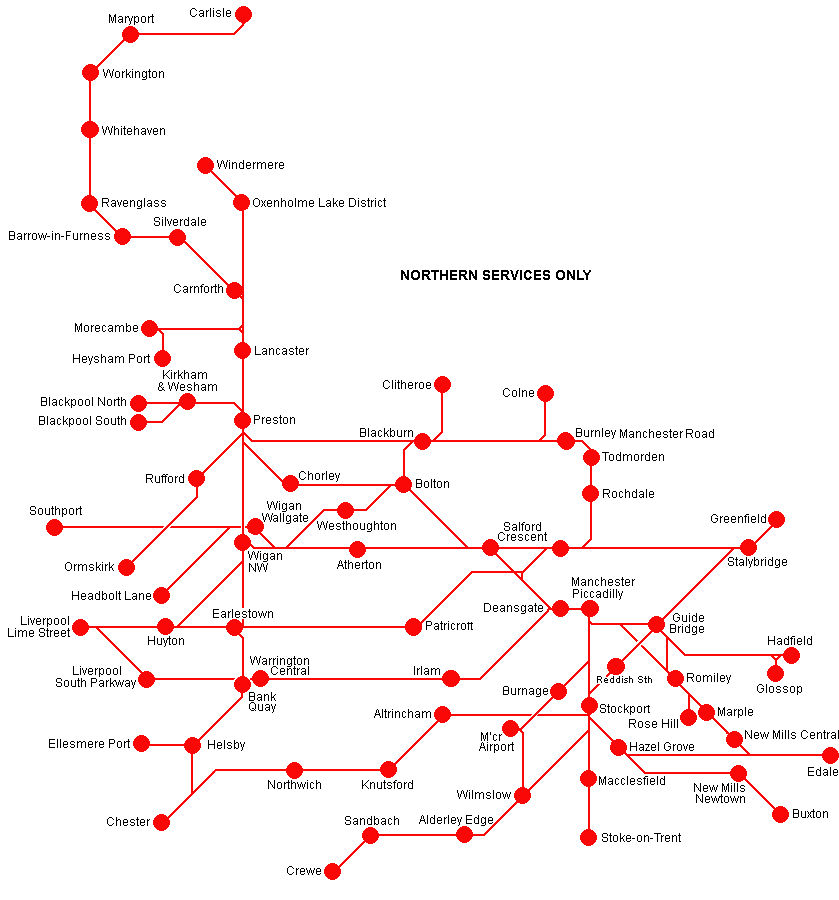 Carlisle
Maryport
Workington
Whitehaven
Windermere
Ravenglass
Oxenholme Lake District
Silverdale
Barrow-in-Furness
NORTHERN SERVICES ONLY
Carnforth
Morecambe
Lancaster
Heysham Port
Kirkham
& Wesham
Clitheroe
Colne
Blackpool North
Blackpool South
Preston
Blackburn
Burnley Manchester Road
Todmorden
Rufford
Chorley
Bolton
Rochdale
Southport
Wigan
Wallgate
Westhoughton
Salford
Crescent
Greenfield
Wigan
NW
Atherton
Stalybridge
Ormskirk
Headbolt Lane
Manchester
Piccadilly
Deansgate
Liverpool
Lime Street
Huyton
Earlestown
Patricroft
Guide
Bridge
Hadfield
Liverpool
South Parkway
Warrington
Central
Irlam
Reddish Sth
Romiley
Glossop
Bank
Quay
Burnage
Altrincham
Stockport
Rose Hill
Marple
Ellesmere Port
Helsby
M'cr
Airport
Hazel Grove
New Mills Central
Edale
Northwich
Knutsford
Macclesfield
New Mills
Newtown
Wilmslow
Chester
Sandbach
Alderley Edge
Buxton
Stoke-on-Trent
Crewe